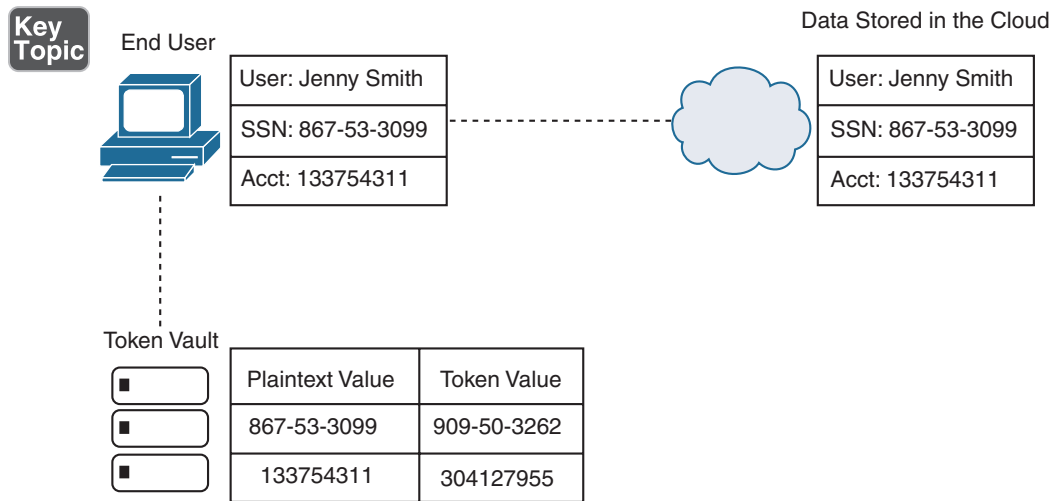 Key
Topic
End User
User: Jenny Smith
SSN: 867-53-3099
Acct: 133754311
Data Stored in the Cloud
User: Jenny Smith
SSN: 867-53-3099
Acct: 133754311
Token Vault
Plaintext Value Token Value
867-53-3099 909-50-3262
133754311 304127955